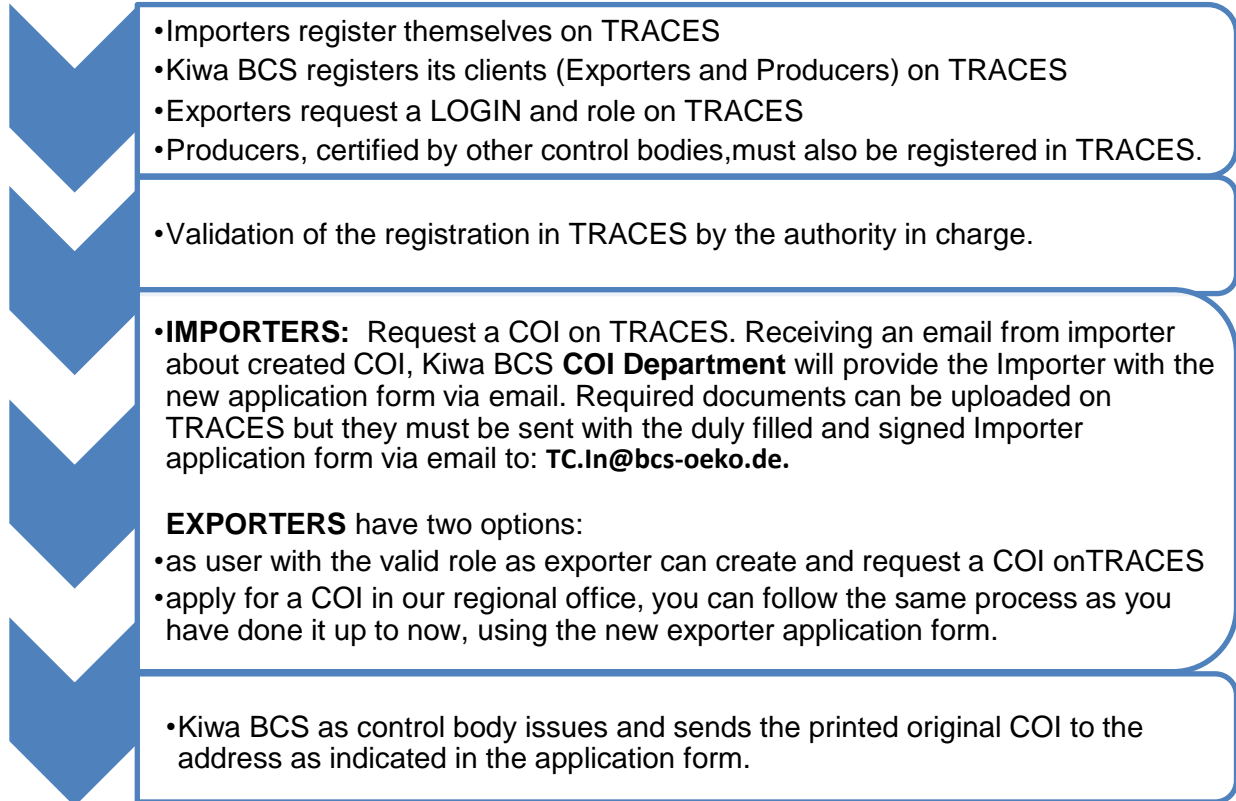 •Importers register themselves on TRACES
•Kiwa BCS registers its clients (Exporters and Producers) on TRACES
•Exporters request a LOGIN and role on TRACES
•Producers, certified by other control bodies,must also be registered in TRACES.
•Validation of the registration in TRACES by the authority in charge.
•IMPORTERS: Request a COI on TRACES. Receiving an email from importer
about created COI, Kiwa BCS COI Department will provide the Importer with the
new application form via email. Required documents can be uploaded on
TRACES but they must be sent with the duly filled and signed Importer
application form via email to: TC.In@bcs-oeko.de.
EXPORTERS have two options:
•as user with the valid role as exporter can create and request a COI onTRACES
•apply for a COI in our regional office, you can follow the same process as you
have done it up to now, using the new exporter application form.
•Kiwa BCS as control body issues and sends the printed original COI to the
address as indicated in the application form.